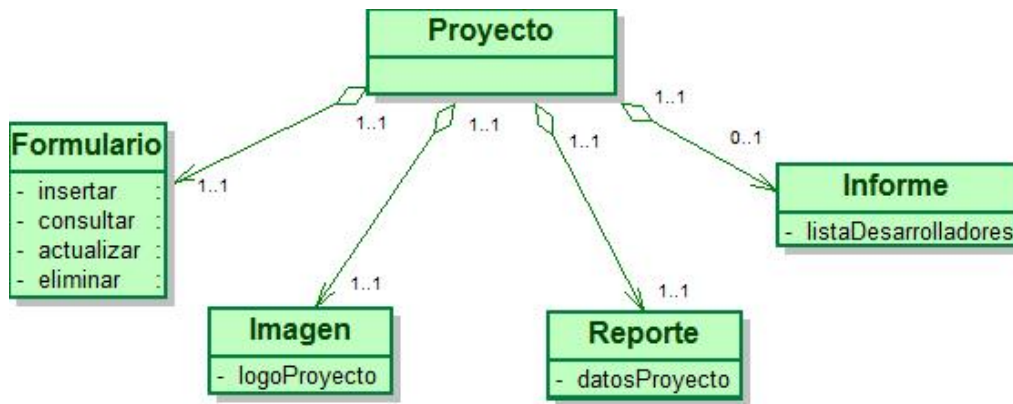 Proyecto
1..1
1..1
1..1
1..1
0..1
1..1
1..1
1..1
Formulario
- insertar :
- consultar :
- actualizar :
- eliminar :
Informe
- listaDesarrolladores
Imagen
- logoProyecto
Reporte
- datosProyecto